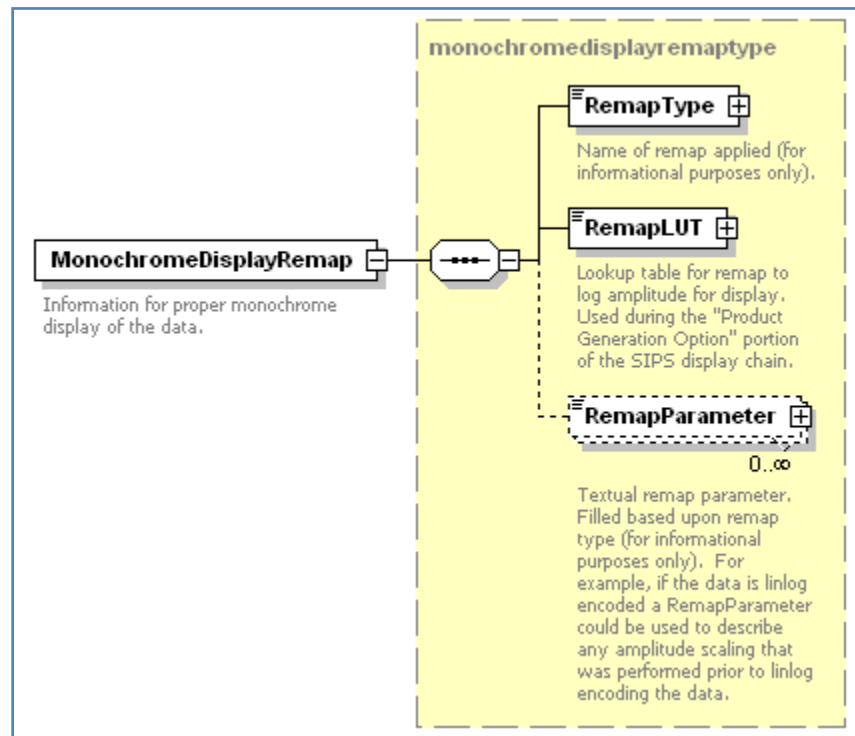 monochromedisplayremaptype
RemapType
Name of remap applied (for
informational purposes only).
RemapLUT
Lookup table for remap to
log amplitude for display.
Used during the "Product
Generation Option" portion
of the SIPS display chain.
MonochromeDisplayRemap
Information for proper monochrome
display of the data.
RemapParameter
0..∞
Textual remap parameter.
Filled based upon remap
type (for informational
purposes only).  For
example, if the data is linlog
encoded a RemapParameter
could be used to describe
any amplitude scaling that
was performed prior to linlog
encoding the data.